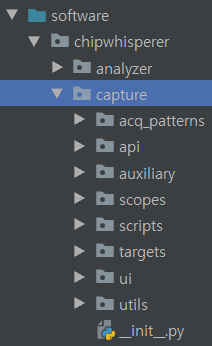 software
chipwhisperer
analyzer
capture
acq_patterns
api
auxiliary
scopes
scripts
targets
ui
utils
__init__.py